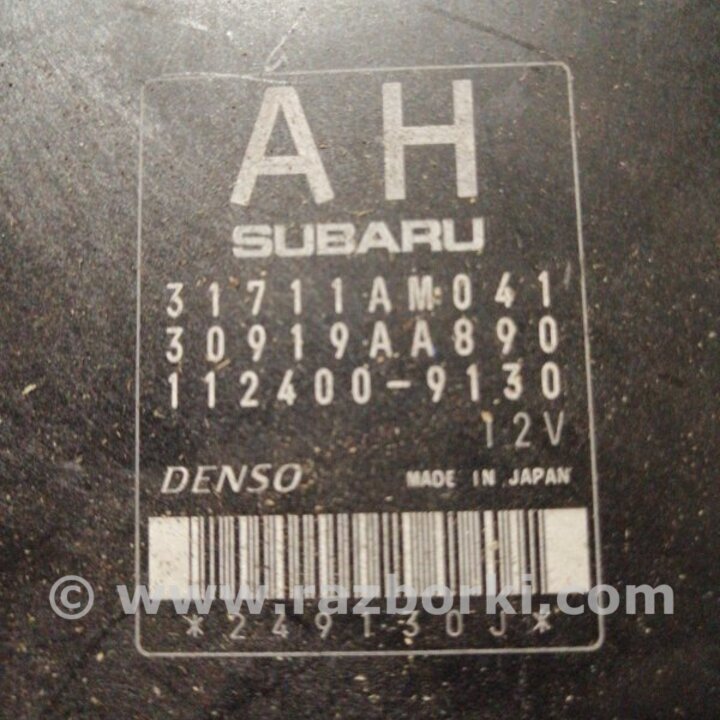 AH
SUBARU
31711AM041
30919AA890
112400-9130
12V
DENSO MADE IN JAPAN
© www.razborki.com
*249130J*